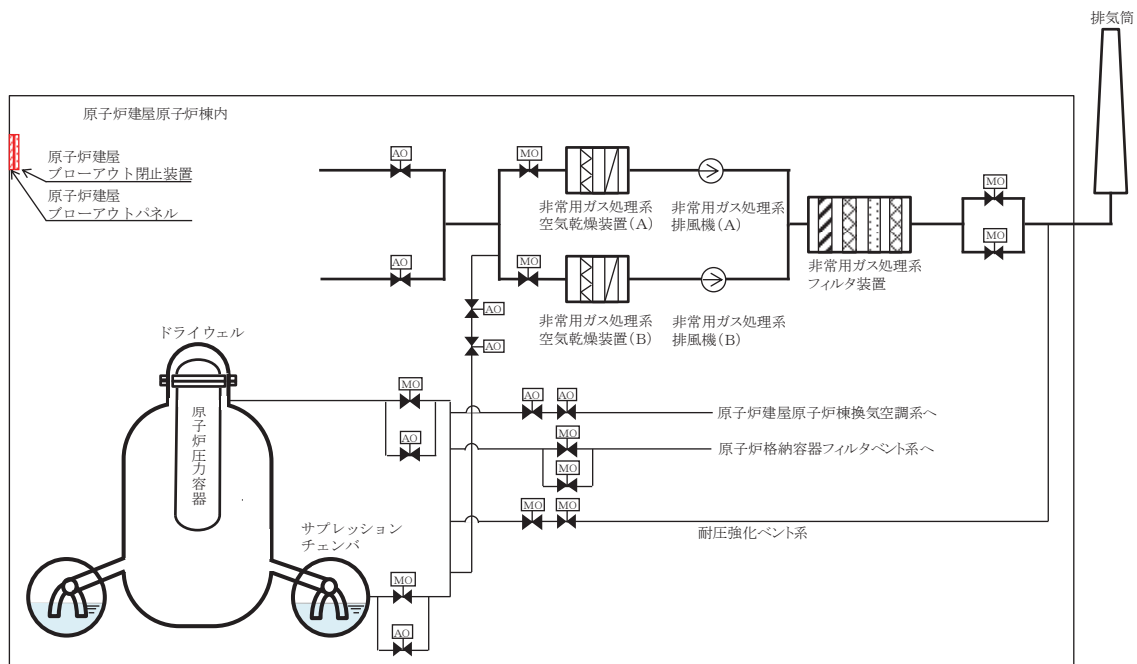 排気筒
原子炉建屋原子炉棟内
原子炉建屋
ブローアウト閉止装置
原子炉建屋
ブローアウトパネル
AO
MO
MO
非常用ガス処理系
空気乾燥装置(A)
非常用ガス処理系
排風機(A)
AO
MO
MO
非常用ガス処理系
フィルタ装置
AO
非常用ガス処理系
空気乾燥装置(B)
非常用ガス処理系
排風機(B)
AO
ドライウェル
原子炉圧力容器
MO
AO
AO
AO
原子炉建屋原子炉棟換気空調系へ
MO
原子炉格納容器フィルタベント系へ
MO
MO
MO
耐圧強化ベント系
サプレッション
チェンバ
MO
AO